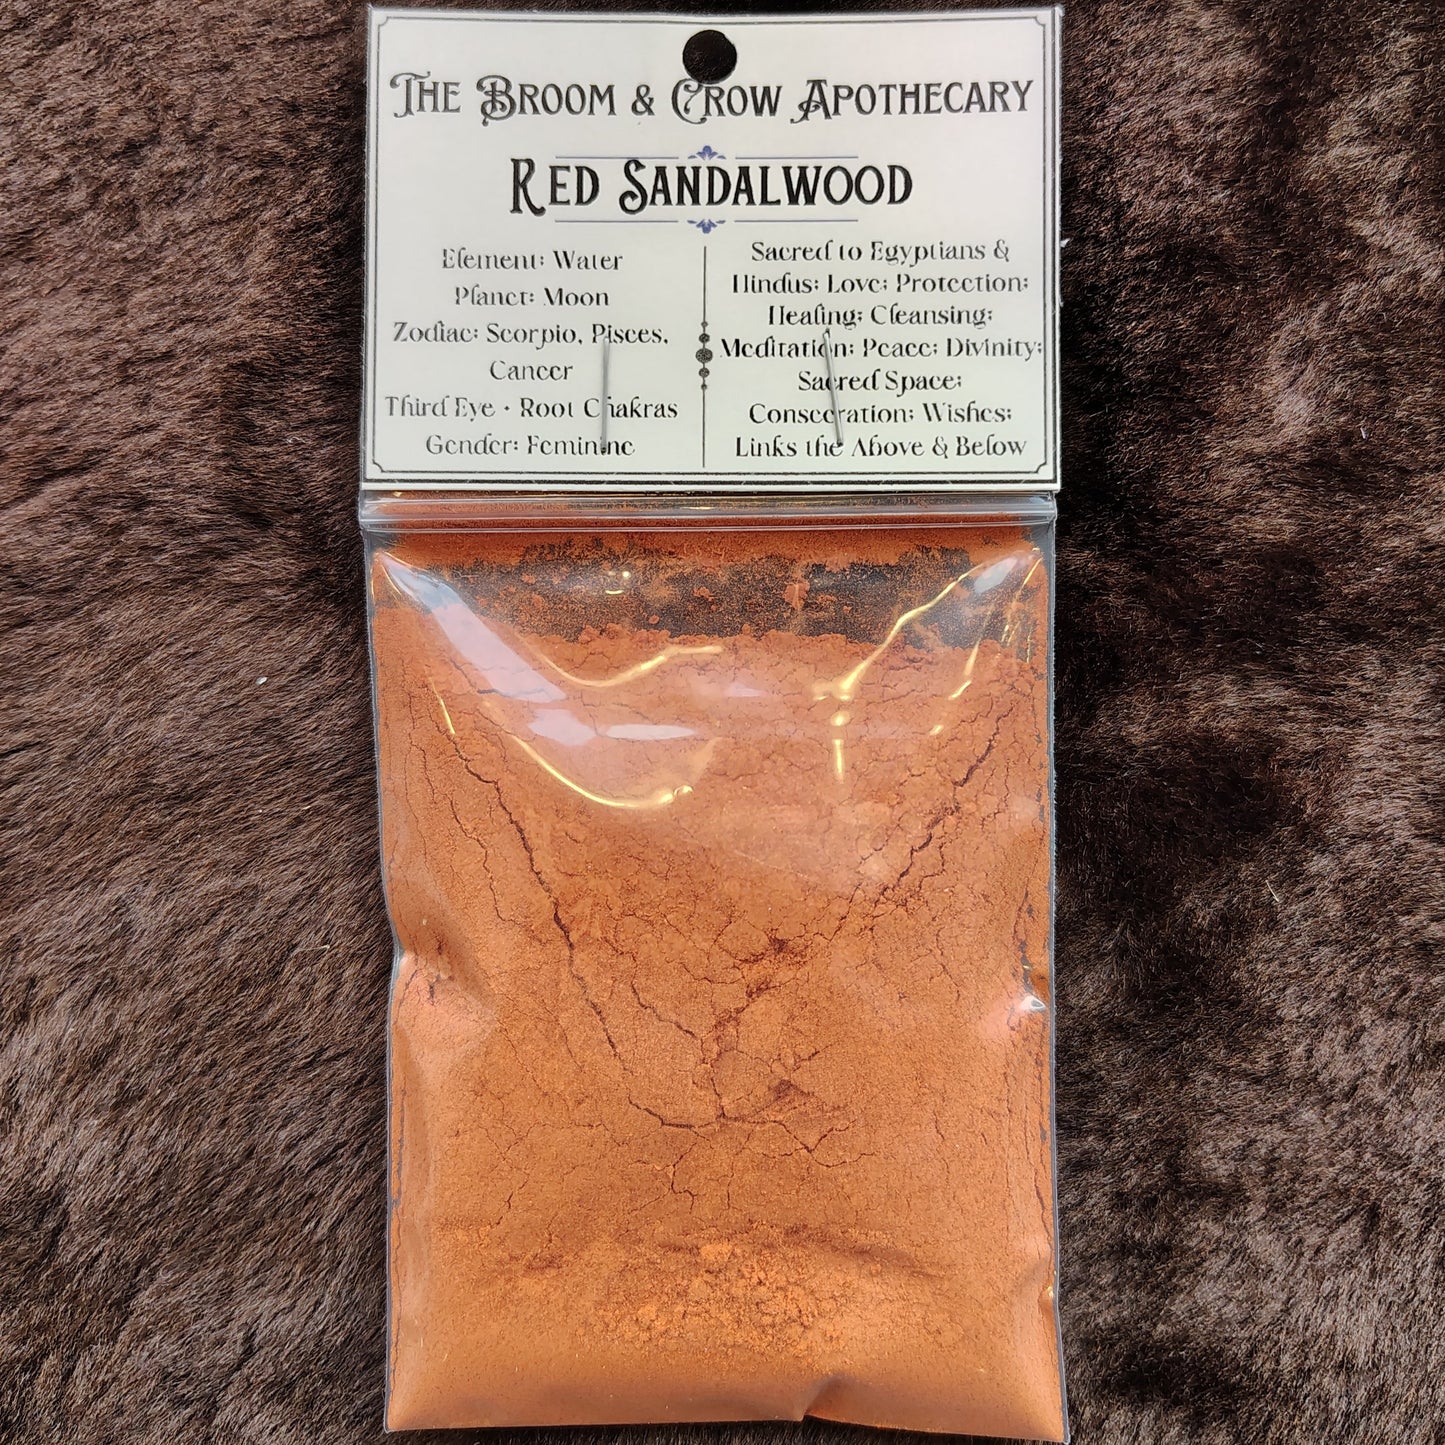 The Broom & Crow Apothecary
Red Sandalwood
Element: Water
Planet: Moon
Zodiac: Scorpio, Pisces,
Cancer
Third Eye • Root Chakras
Gender: Feminine
Sacred to Egyptians &
Hindus; Love; Protection;
Healing; Cleansing;
Meditation; Peace; Divinity;
Sacred Space;
Consecration; Wishes;
Links the Above & Below